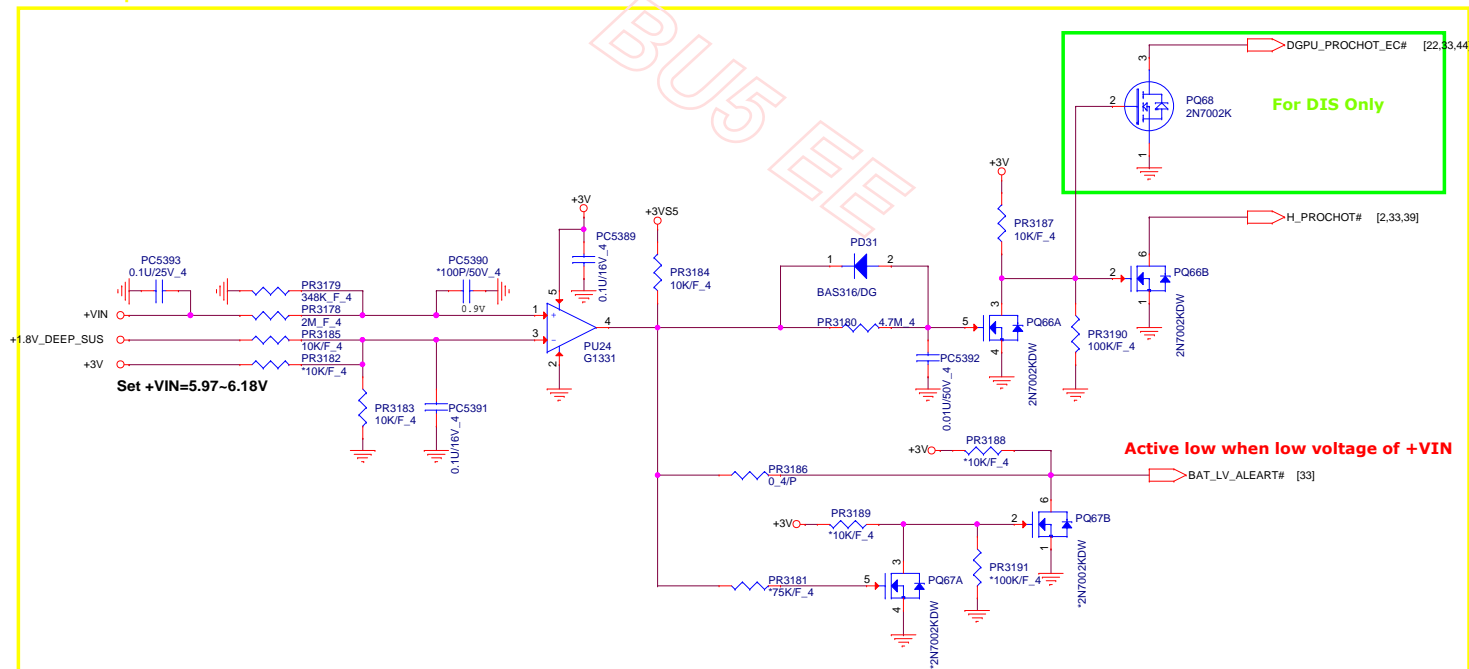 BU5 EE
DGPU_PROCHOT_EC# [22,33,44
3
2
PQ68
2N7002K
1
For DIS Only
+3V
H_PROCHOT# [2,33,39]
PR3187
10K/F_4
6
2
PQ66B
1
2N7002KDW
3
5
PQ66A
4
2N7002KDW
PR3190
100K/F_4
+3V
PC5389
0.1U/16V_4
+3VS5
PR3184
10K/F_4
PD31
1
2
BAS316/DG
PR3180
4.7M_4
PC5392
0.01U/50V_4
PC5393
0.1U/25V_4
PR3179
348K_F_4
PC5390
*100P/50V_4
0.9V
+VIN
PR3178
2M_F_4
+1.8V_DEEP_SUS
PR3185
10K/F_4
+3V
PR3182
*10K/F_4
5
1
+
3
-
4
2
PU24
G1331
Set +VIN=5.97~6.18V
PR3183
10K/F_4
PC5391
0.1U/16V_4
PR3188
+3V
*10K/F_4
Active low when low voltage of +VIN
PR3186
0_4/P
BAT_LV_ALEART# [33]
6
2
PQ67B
1
*2N7002KDW
PR3189
+3V
*10K/F_4
3
5
PQ67A
4
*2N7002KDW
PR3191
*100K/F_4
PR3181
*75K/F_4